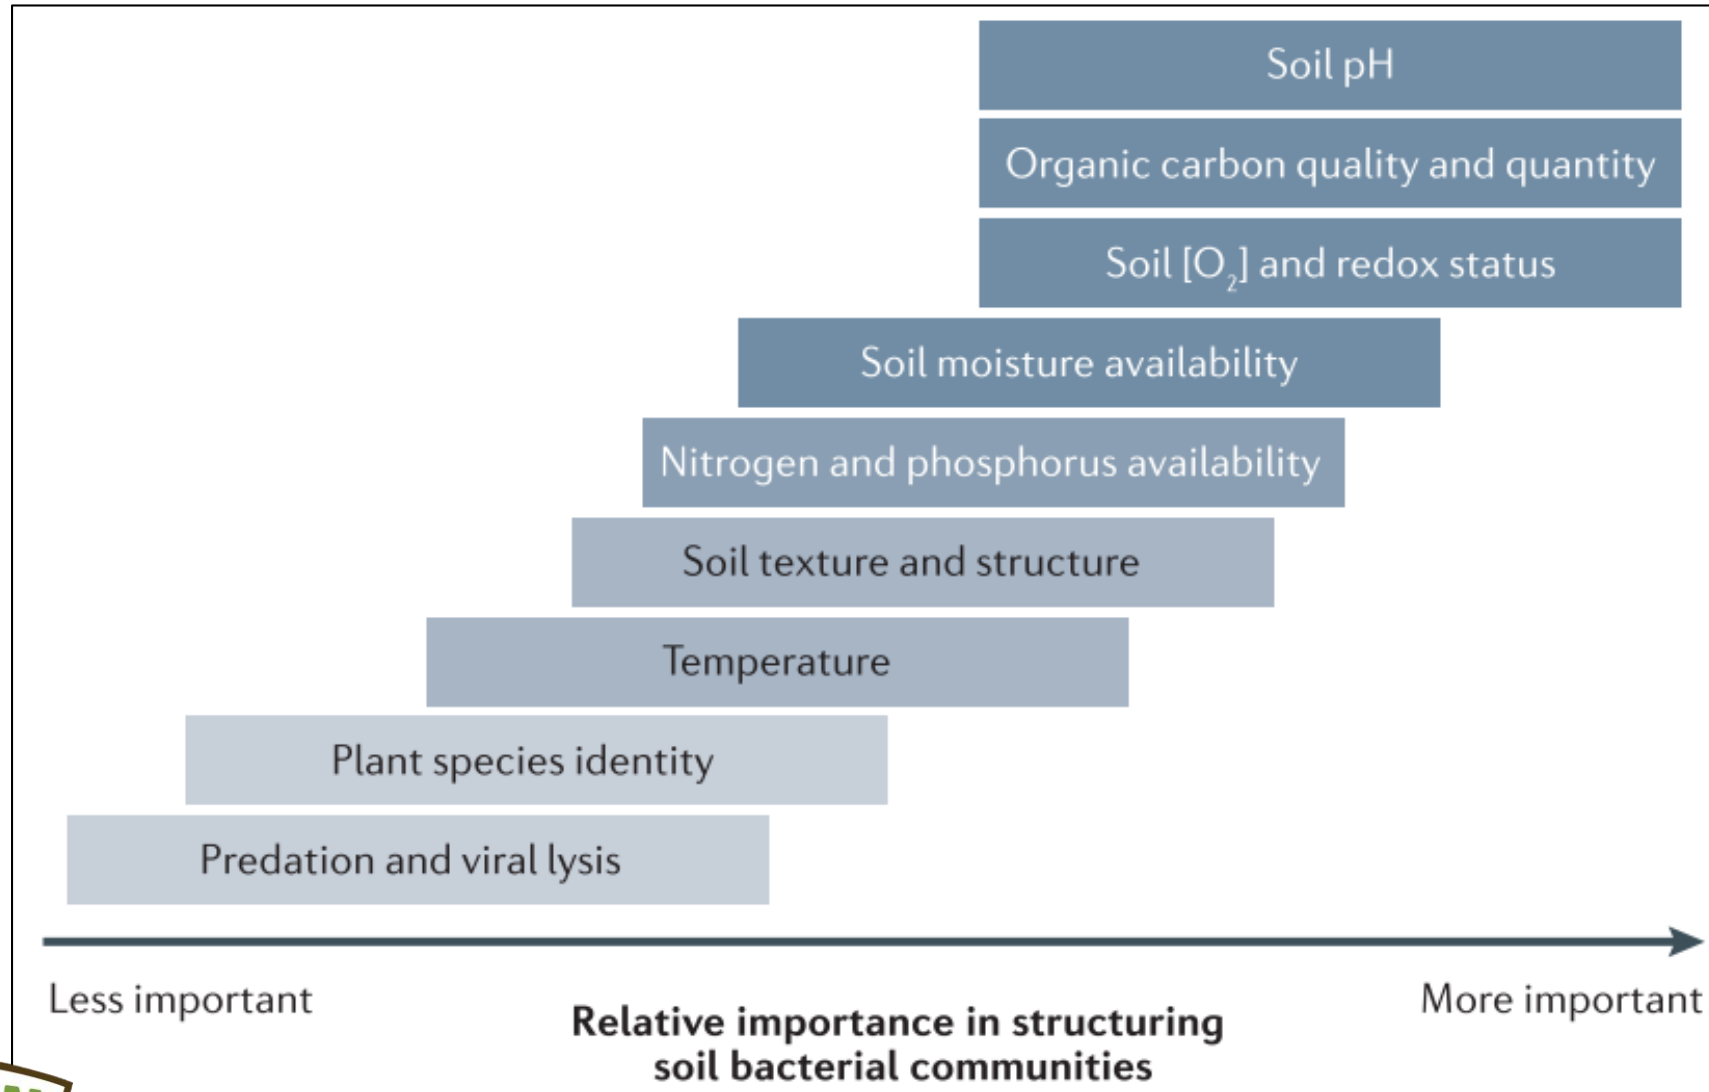 Soil pH
Organic carbon quality and quantity
Soil [O₂] and redox status
Soil moisture availability
Nitrogen and phosphorus availability
Soil texture and structure
Temperature
Plant species identity
Predation and viral lysis
Less important
More important
Relative importance in structuring
soil bacterial communities